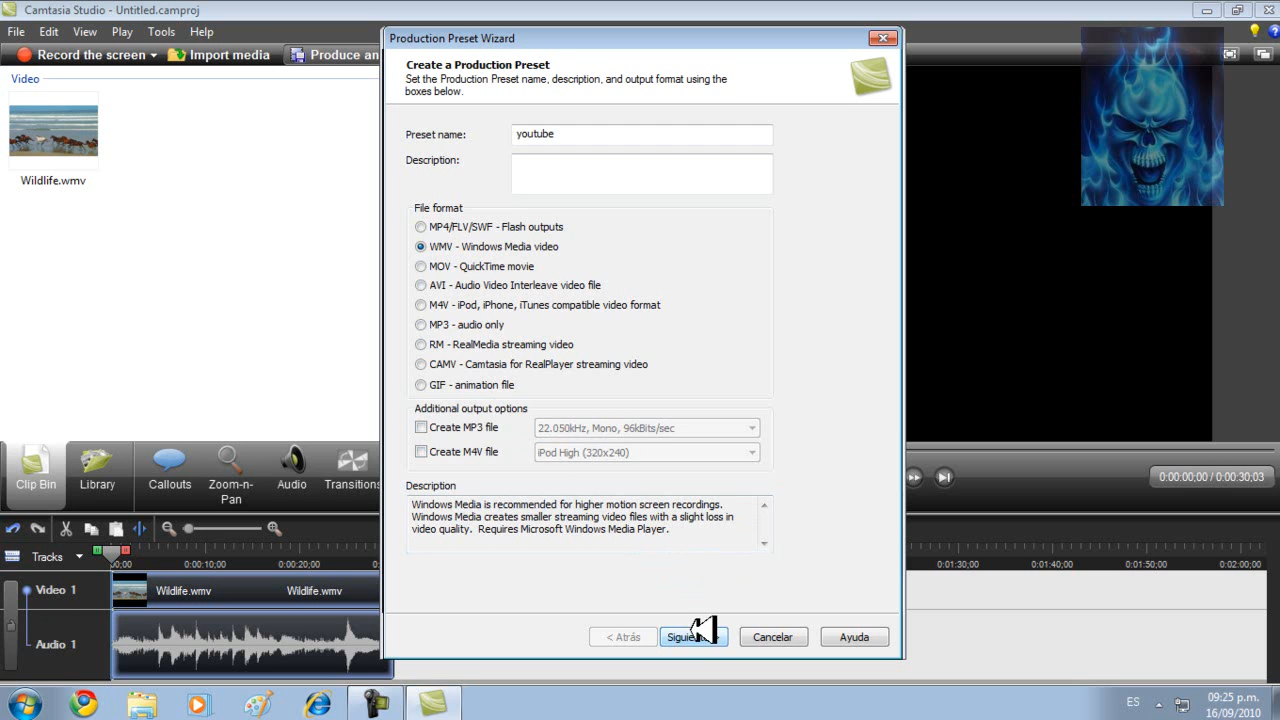 Camtasia Studio - Untitled.camproj
File Edit View Play Tools Help
Record the screen Import media Produce an
Video
Wildlife.wmv
Production Preset Wizard
Create a Production Preset
Set the Production Preset name, description, and output format using the
boxes below.
Preset name: youtube
Description:
File format
MP4/FLV/SWF - Flash outputs
WMV - Windows Media video
MOV - QuickTime movie
AVI - Audio Video Interleave video file
M4V - iPod, iPhone, iTunes compatible video format
MP3 - audio only
RM - RealMedia streaming video
CAMV - Camtasia for RealPlayer streaming video
GIF - animation file
Additional output options
Create MP3 file 22.050kHz, Mono, 96kBits/sec
Create M4V file iPod High (320x240)
Description
Windows Media is recommended for higher motion screen recordings.
Windows Media creates smaller streaming video files with a slight loss in
video quality. Requires Microsoft Windows Media Player.
< Atrás Cancelar Ayuda
Clip Bin Library Callouts Zoom-n-
Pan Audio Transitions
0:00:00;00 / 0:00:30;03
Tracks
00;00 0:00:10;00 0:00:20;00 0:01:30;00 0:01:40;00 0:01:50;00 0:02:00;00
Video 1 Wildlife.wmv Wildlife.wmv
Audio 1
ES 09:25 p.m.
16/09/2010